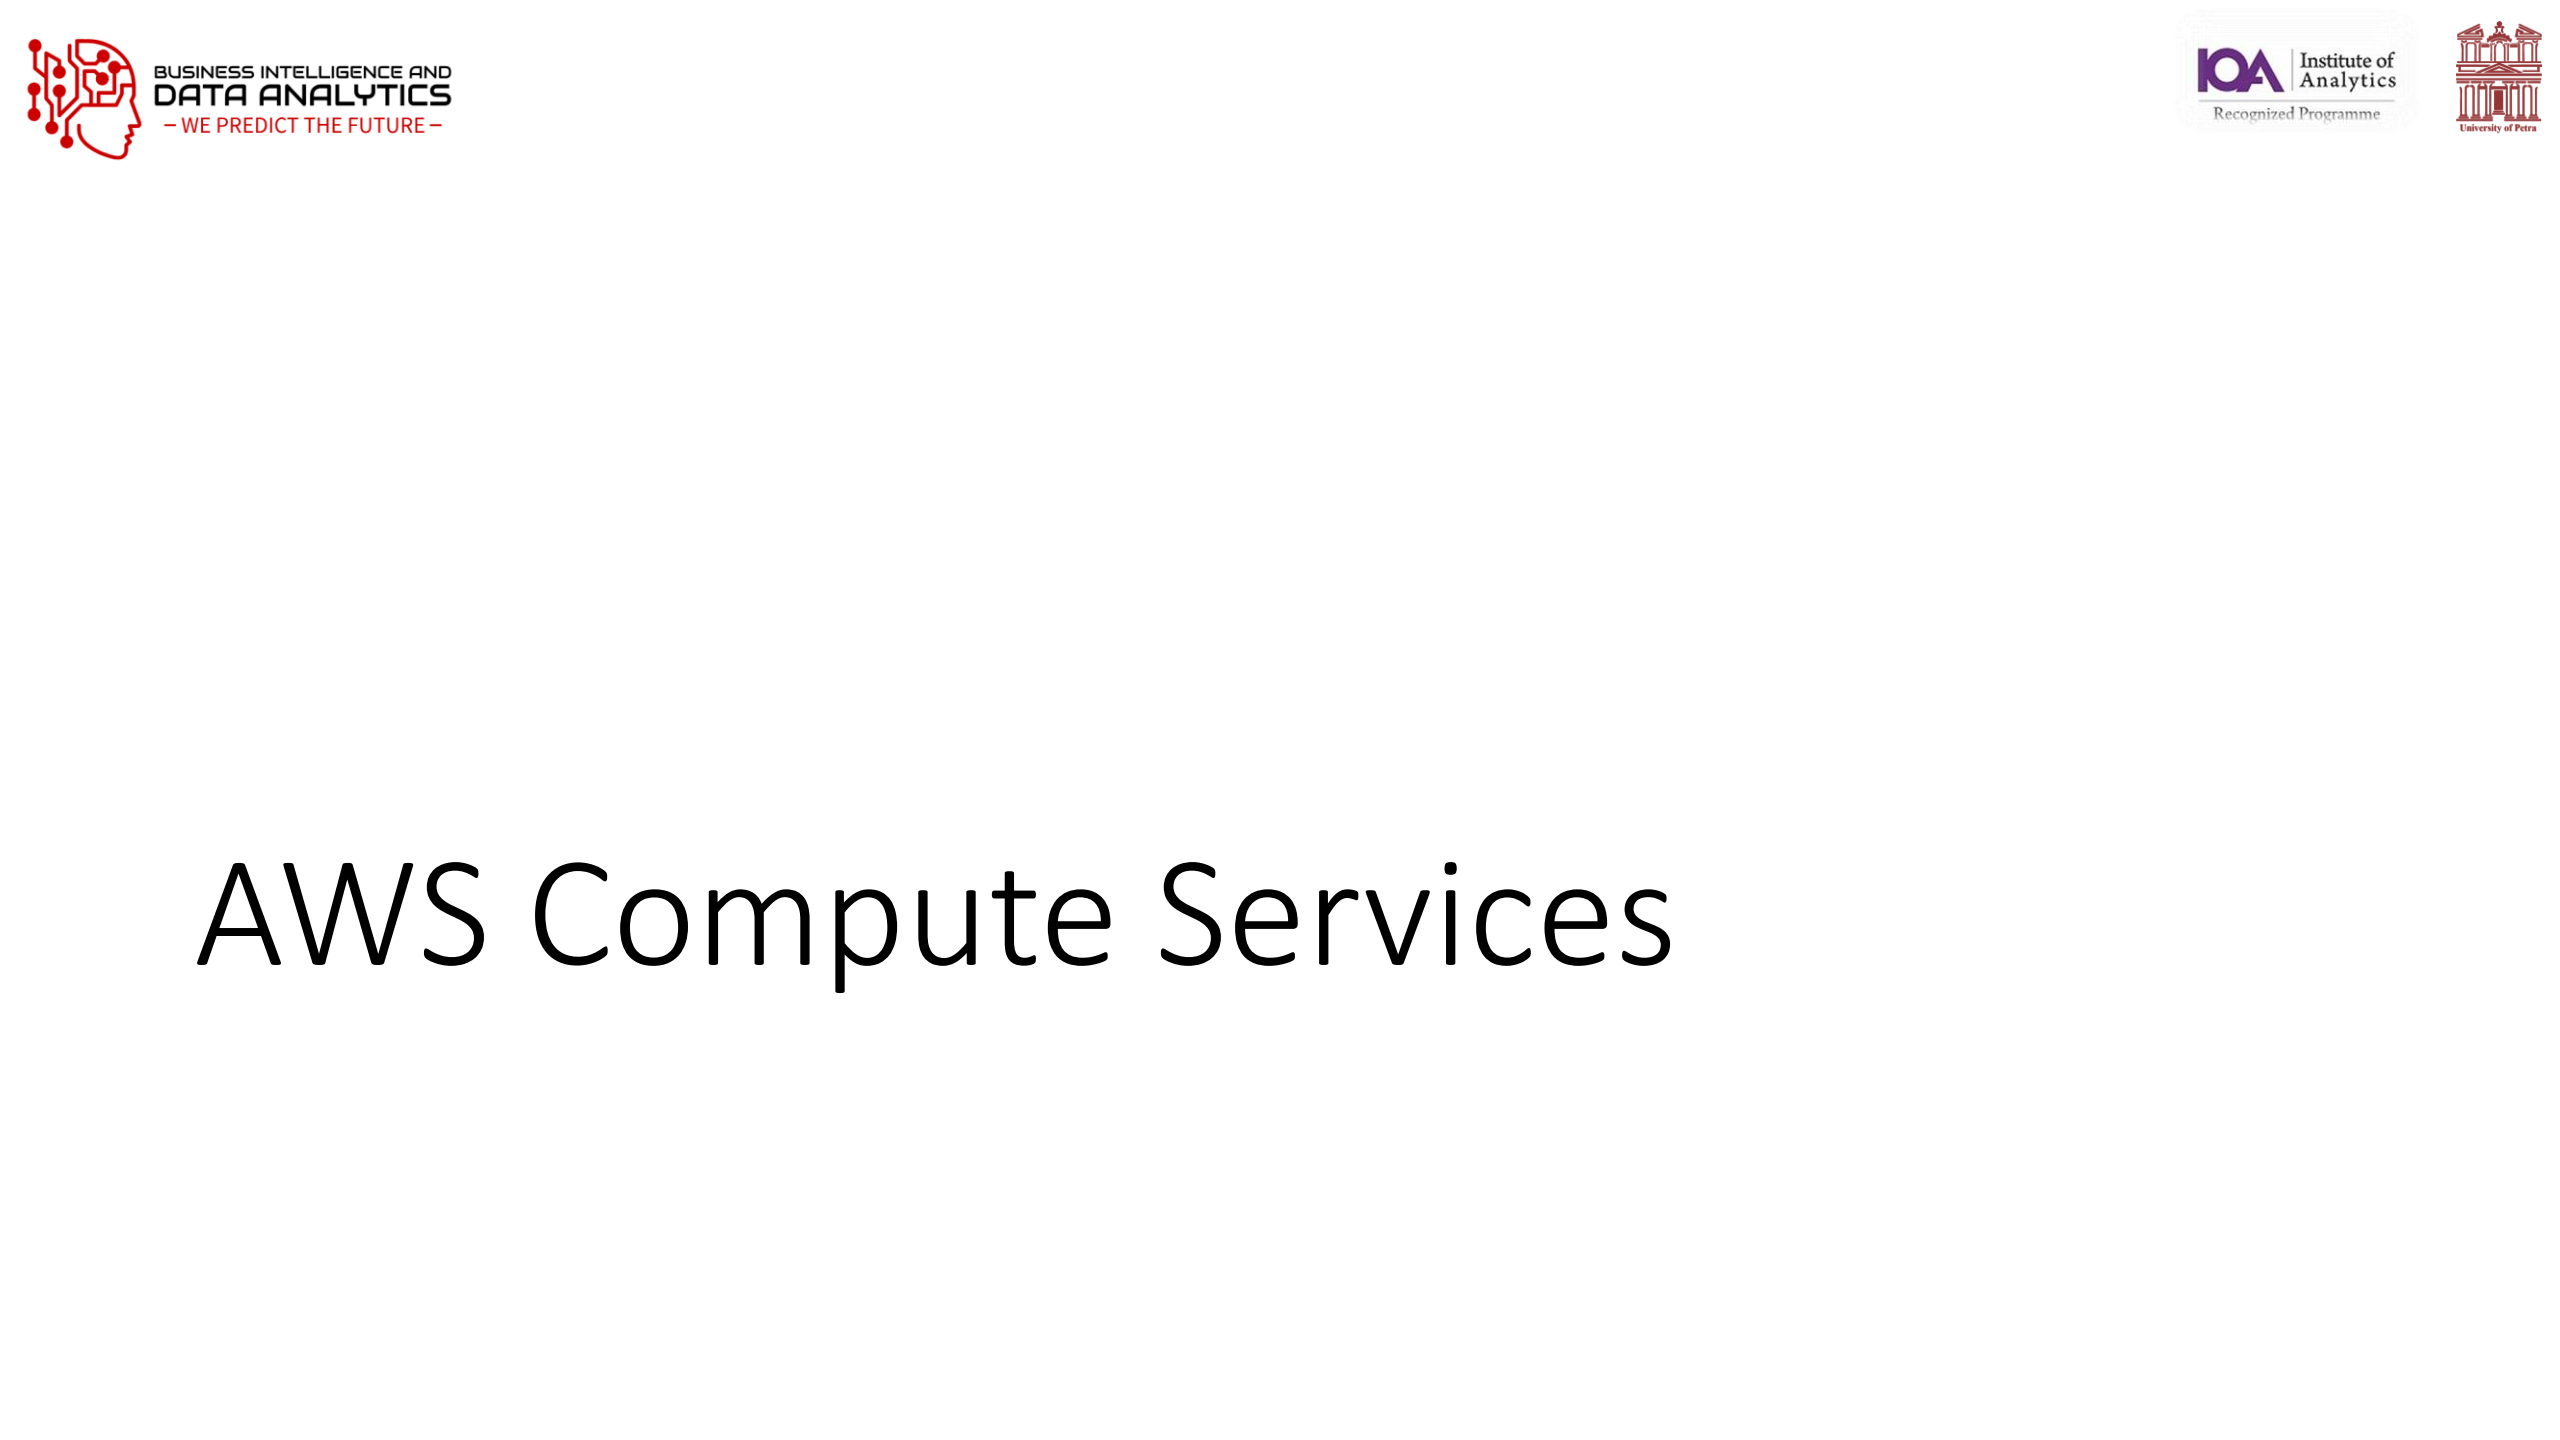 BUSINESS INTELLIGENCE AND
DATA ANALYTICS
– WE PREDICT THE FUTURE –
IOA
Institute of
Analytics
Recognized Programme
University of Petra
AWS Compute Services